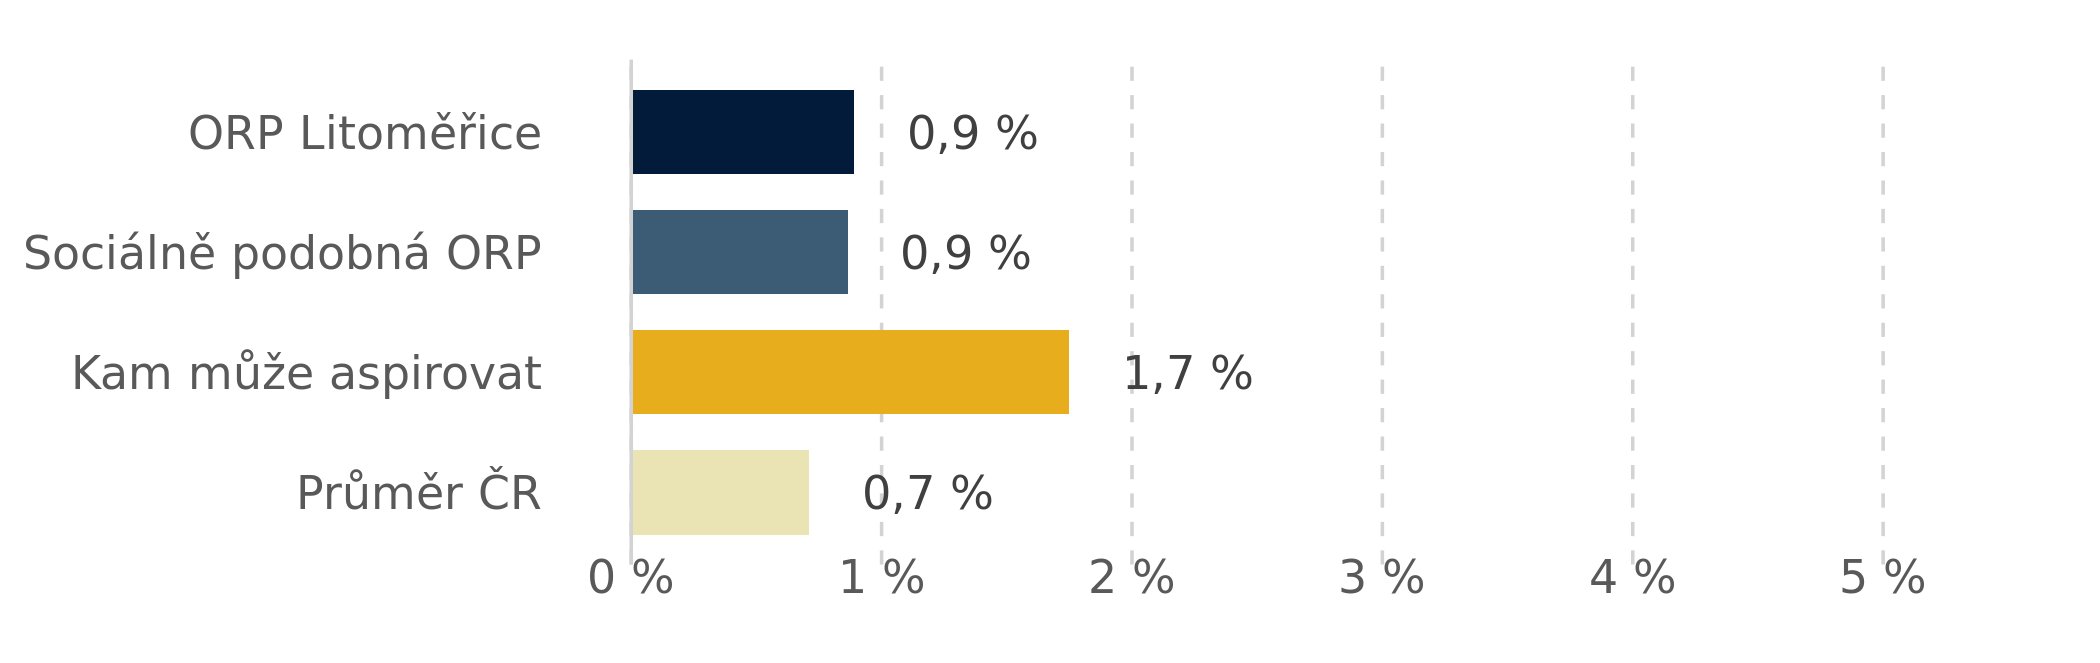 ORP Litoměřice 0,9 %
Sociálně podobná ORP 0,9 %
Kam může aspirovat 1,7 %
Průměr ČR 0,7 %
0 % 1 % 2 % 3 % 4 % 5 %